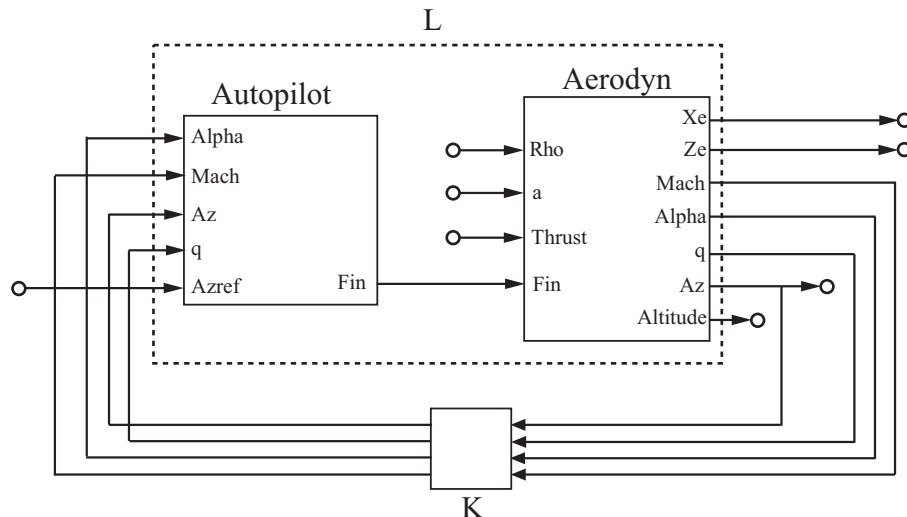 L
Autopilot
Alpha
Mach
Az
q
Azref
Fin
Aerodyn
Rho
a
Thrust
Fin
Xe
Ze
Mach
Alpha
q
Az
Altitude
K